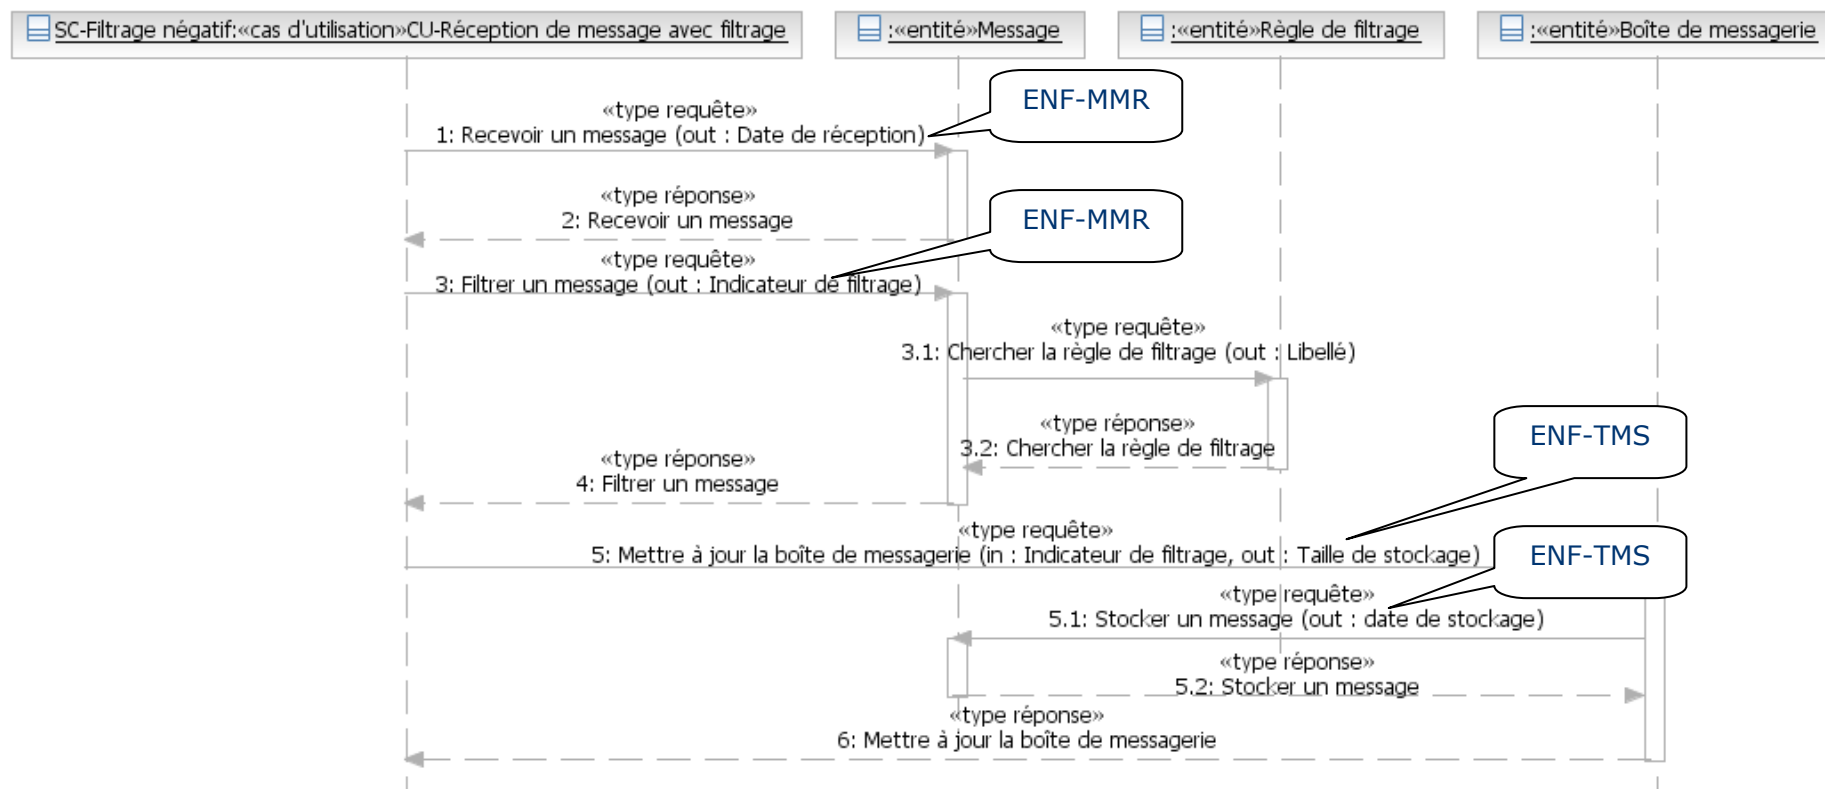 SC-Filtrage négatif:«cas d'utilisation»CU-Réception de message avec filtrage
:«entité»Message
:«entité»Règle de filtrage
:«entité»Boîte de messagerie
ENF-MMR
«type requête»
1: Recevoir un message (out : Date de réception)
«type réponse»
2: Recevoir un message
ENF-MMR
«type requête»
3: Filtrer un message (out : Indicateur de filtrage)
«type requête»
3.1: Chercher la règle de filtrage (out : Libellé)
«type réponse»
3.2: Chercher la règle de filtrage
ENF-TMS
«type réponse»
4: Filtrer un message
«type requête»
5: Mettre à jour la boîte de messagerie (in : Indicateur de filtrage, out : Taille de stockage)
ENF-TMS
«type requête»
5.1: Stocker un message (out : date de stockage)
«type réponse»
5.2: Stocker un message
«type réponse»
6: Mettre à jour la boîte de messagerie